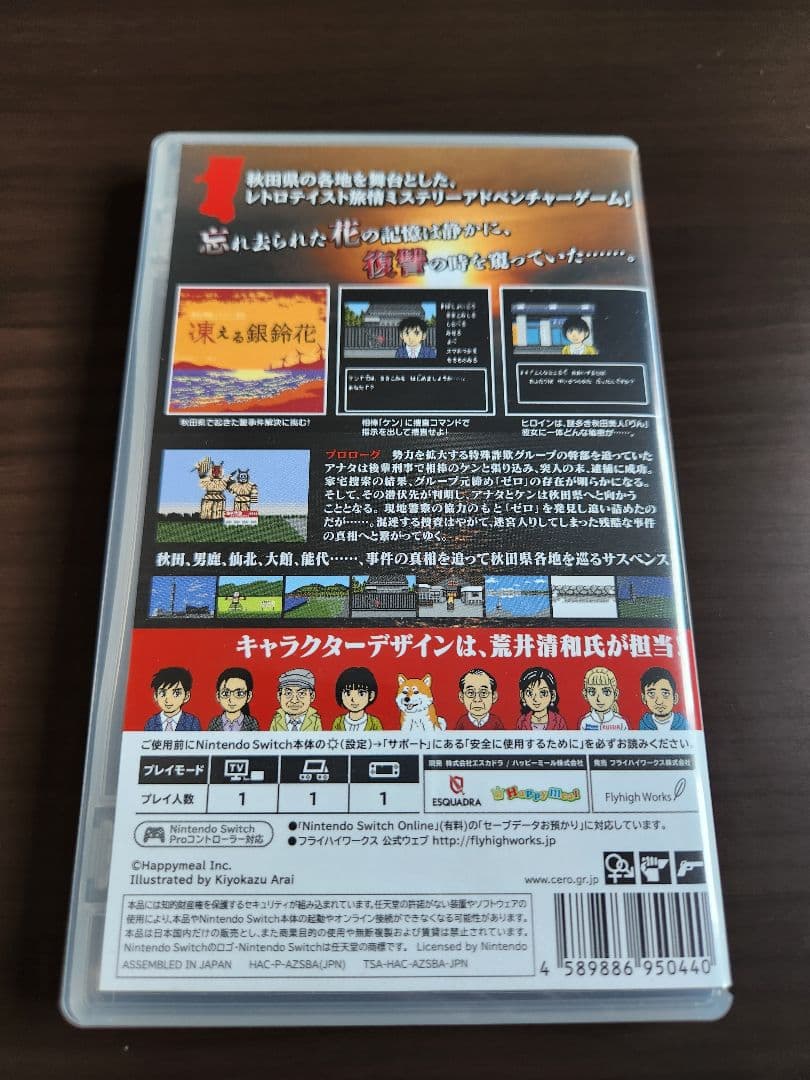 秋田県の各地を舞台とした、
レトロテイスト旅情ミステリーアドベンチャーゲーム!
忘れ去られた花の記憶は静かに、
復讐の時を窺っていた……。
凍える銀鈴花
秋田県で起きた難事件解決に挑む!
相棒「ケン」に捜査コマンドで
指示を出して捜査せよ!
ヒロインは、謎多き秋田美人「りん」
彼女に一体どんな秘密が……。
プロローグ 勢力を拡大する特殊詐欺グループの幹部を追っていた
アナタは後輩刑事で相棒のケンと張り込み、突入の末、逮捕に成功。
家宅捜索の結果、グループ元締め「ゼロ」の存在が明らかになる。
そして、その潜伏先が判明し、アナタとケンは秋田県へと向かう
こととなる。現地警察の協力のもと「ゼロ」を発見し追い詰めたの
だが……。混迷する捜査はやがて、迷宮入りしてしまった残酷な事件
の真相へと繋がってゆく。
秋田、男鹿、仙北、大館、能代……、事件の真相を追って秋田県各地を巡るサスペンス
キャラクターデザインは、荒井清和氏が担当!
RUSSIA
ご使用前にNintendo Switch本体の(設定)→「サポート」にある「安全に使用するために」を必ずお読みください。
プレイモード TV
プレイ人数 1 1 1
開発 株式会社エスカドラ / ハッピーミール株式会社
ESQUADRA Happymeal
発売 フライハイワークス株式会社
Flyhigh Works
Nintendo Switch
Proコントローラー対応
●「Nintendo Switch Online」(有料)の「セーブデータお預かり」に対応しています。
●フライハイワークス 公式ウェブ http://flyhighworks.jp
©Happymeal Inc.
Illustrated by Kiyokazu Arai
www.cero.gr.jp
本品には知的財産権を保護するセキュリティが組み込まれています。任天堂の許諾がない装置やソフトウェアの
使用により、本品やNintendo Switch本体の起動やオンライン接続ができなくなる可能性があります。
本品は日本国内だけの販売とし、また商業目的の使用や無断複製および賃貸は禁止されています。
Nintendo Switchのロゴ・Nintendo Switchは任天堂の商標です。 Licensed by Nintendo
ASSEMBLED IN JAPAN HAC-P-AZSBA(JPN) TSA-HAC-AZSBA-JPN
4 589886 950440